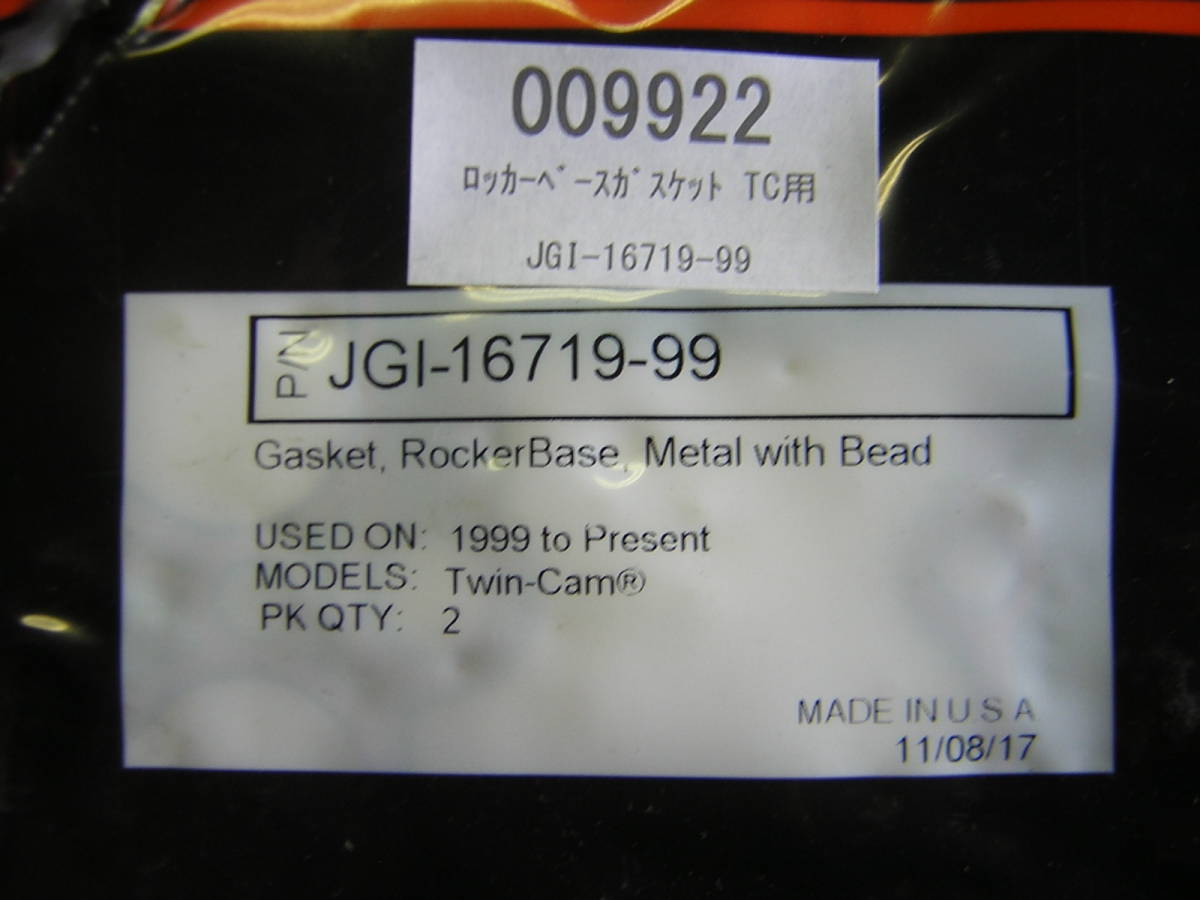 009922
ロッカーベースガスケット TC用
JGI-16719-99
P/N JGI-16719-99
Gasket, RockerBase, Metal with Bead
USED ON: 1999 to Present
MODELS: Twin-Cam®
PK QTY: 2
MADE IN U S A
11/08/17